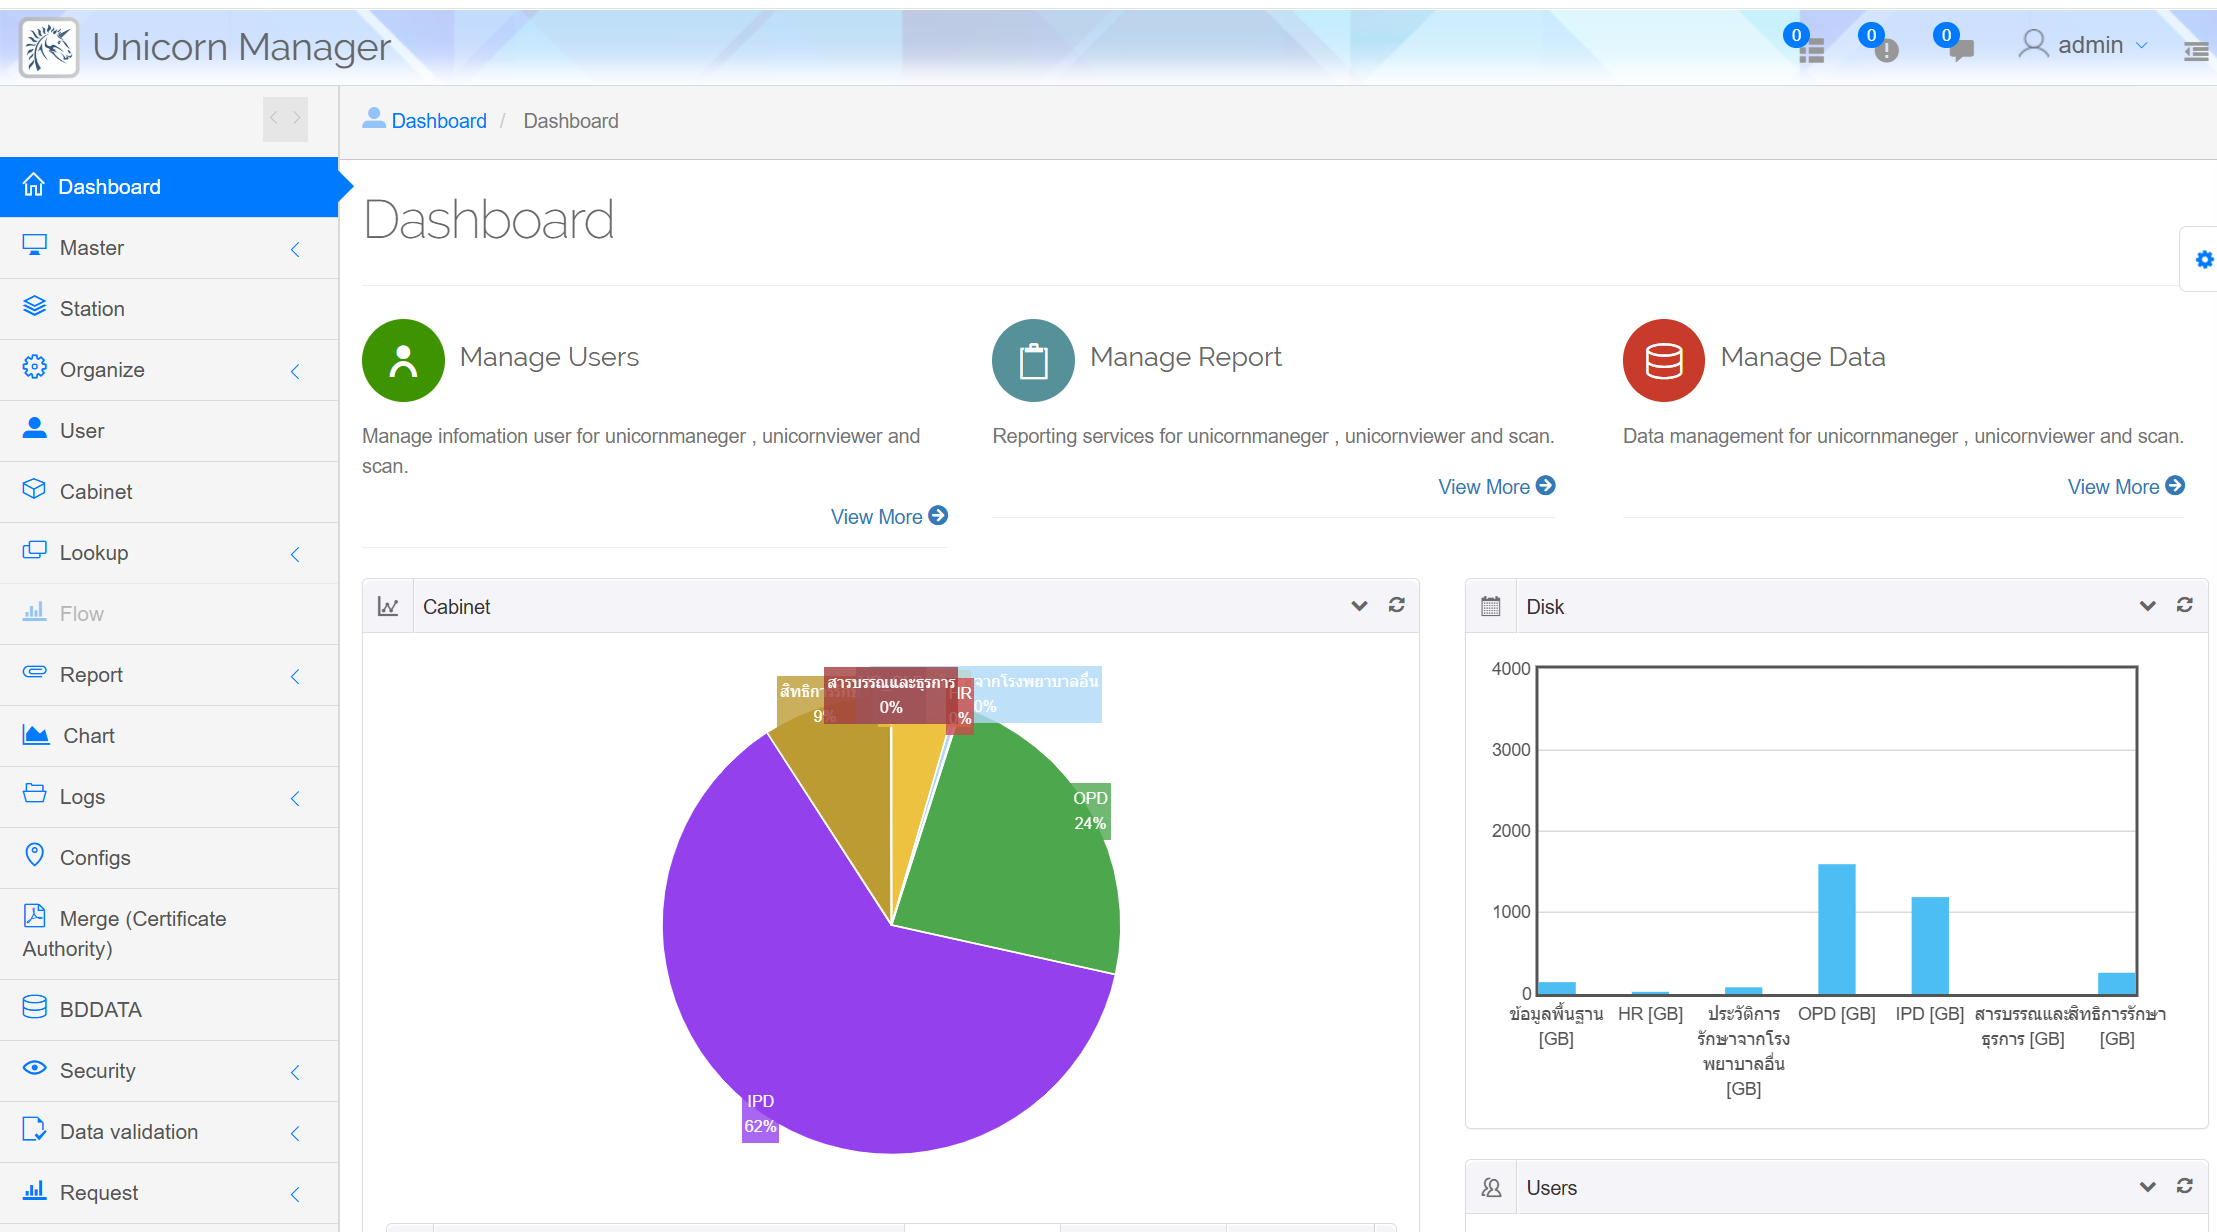 Unicorn Manager
0
0
0
admin
Dashboard / Dashboard
Dashboard
Master
Station
Organize
User
Cabinet
Lookup
Flow
Report
Chart
Logs
Configs
Merge (Certificate
Authority)
BDDATA
Security
Data validation
Request
Dashboard
Manage Users
Manage infomation user for unicornmaneger , unicornviewer and
scan.
View More
Manage Report
Reporting services for unicornmaneger , unicornviewer and scan.
View More
Manage Data
Data management for unicornmaneger , unicornviewer and scan.
View More
Cabinet
9%
สารบรรณและธุรการ
0%
HR
0%
จากโรงพยาบาลอื่น
0%
OPD
24%
IPD
62%
Disk
4000
3000
2000
1000
0
ข้อมูลพื้นฐาน
[GB]
HR [GB]
ประวัติการ
รักษาจากโรง
พยาบาลอื่น
[GB]
OPD [GB]
IPD [GB]
สารบรรณและ
ธุรการ [GB]
สิทธิการรักษา
[GB]
Users